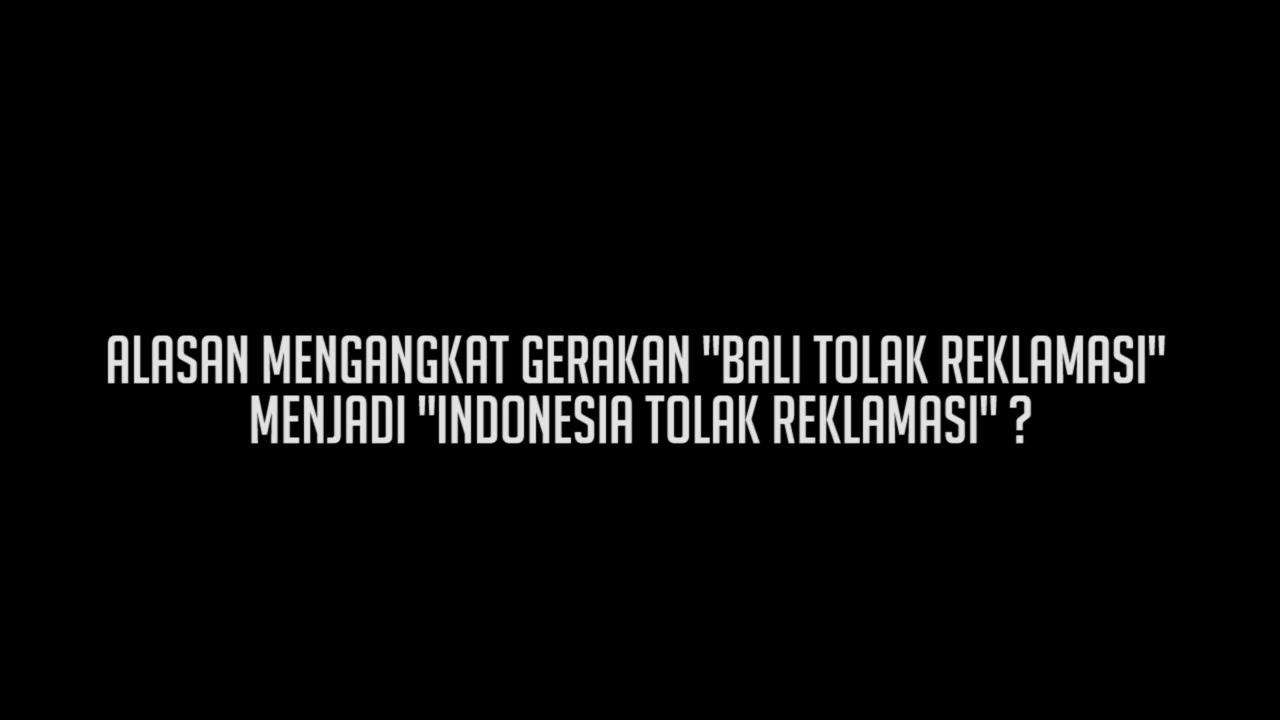 ALASAN MENGANGKAT GERAKAN "BALI TOLAK REKLAMASI"
MENJADI "INDONESIA TOLAK REKLAMASI" ?